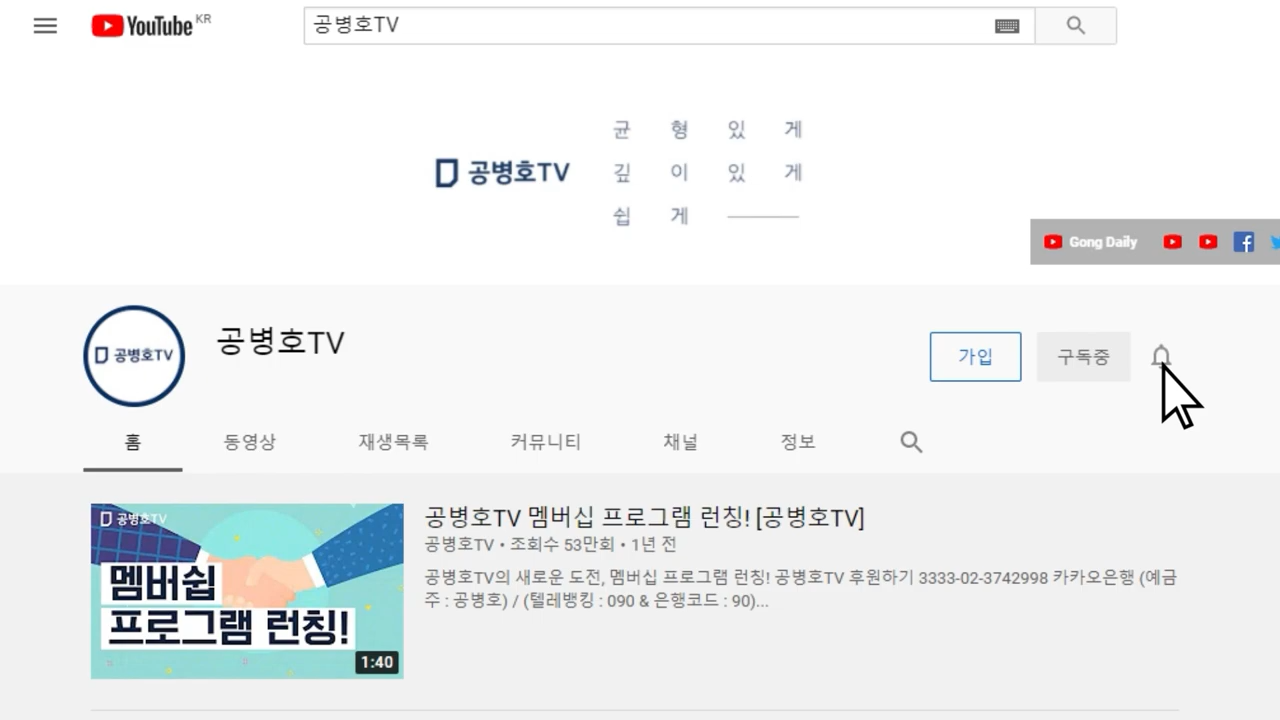 YouTube KR
공병호TV
균 형 있 게
공병호TV
깊 이 있 게
쉽 게
Gong Daily
공병호TV
공병호TV
가입
구독중
홈
동영상
재생목록
커뮤니티
채널
정보
공병호TV
멤버쉽
프로그램 런칭!
1:40
공병호TV 멤버십 프로그램 런칭! [공병호TV]
공병호TV • 조회수 53만회 • 1년 전
공병호TV의 새로운 도전, 멤버십 프로그램 런칭! 공병호TV 후원하기 3333-02-3742998 카카오은행 (예금
주 : 공병호) / (텔레뱅킹 : 090 & 은행코드 : 90)...